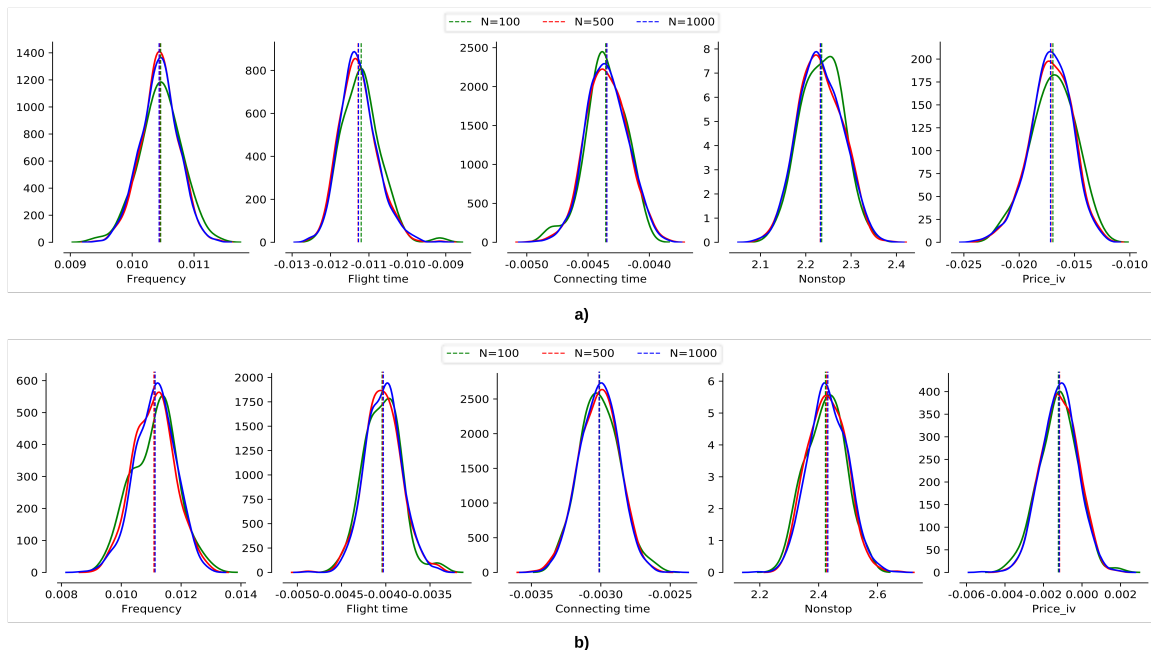 N=100 N=500 N=1000
1400 1200 1000 800 600 400 200 0
0.009 0.010 0.011
Frequency
800 600 400 200 0
-0.013 -0.012 -0.011 -0.010 -0.009
Flight time
2500 2000 1500 1000 500 0
-0.0050 -0.0045 -0.0040
Connecting time
8 7 6 5 4 3 2 1 0
2.1 2.2 2.3 2.4
Nonstop
200 175 150 125 100 75 50 25 0
-0.025 -0.020 -0.015 -0.010
Price_iv
a)
N=100 N=500 N=1000
600 500 400 300 200 100 0
0.008 0.010 0.012 0.014
Frequency
2000 1750 1500 1250 1000 750 500 250 0
-0.0050 -0.0045 -0.0040 -0.0035
Flight time
2500 2000 1500 1000 500 0
-0.0035 -0.0030 -0.0025
Connecting time
6 5 4 3 2 1 0
2.2 2.4 2.6
Nonstop
400 350 300 250 200 150 100 50 0
-0.006 -0.004 -0.002 0.000 0.002
Price_iv
b)